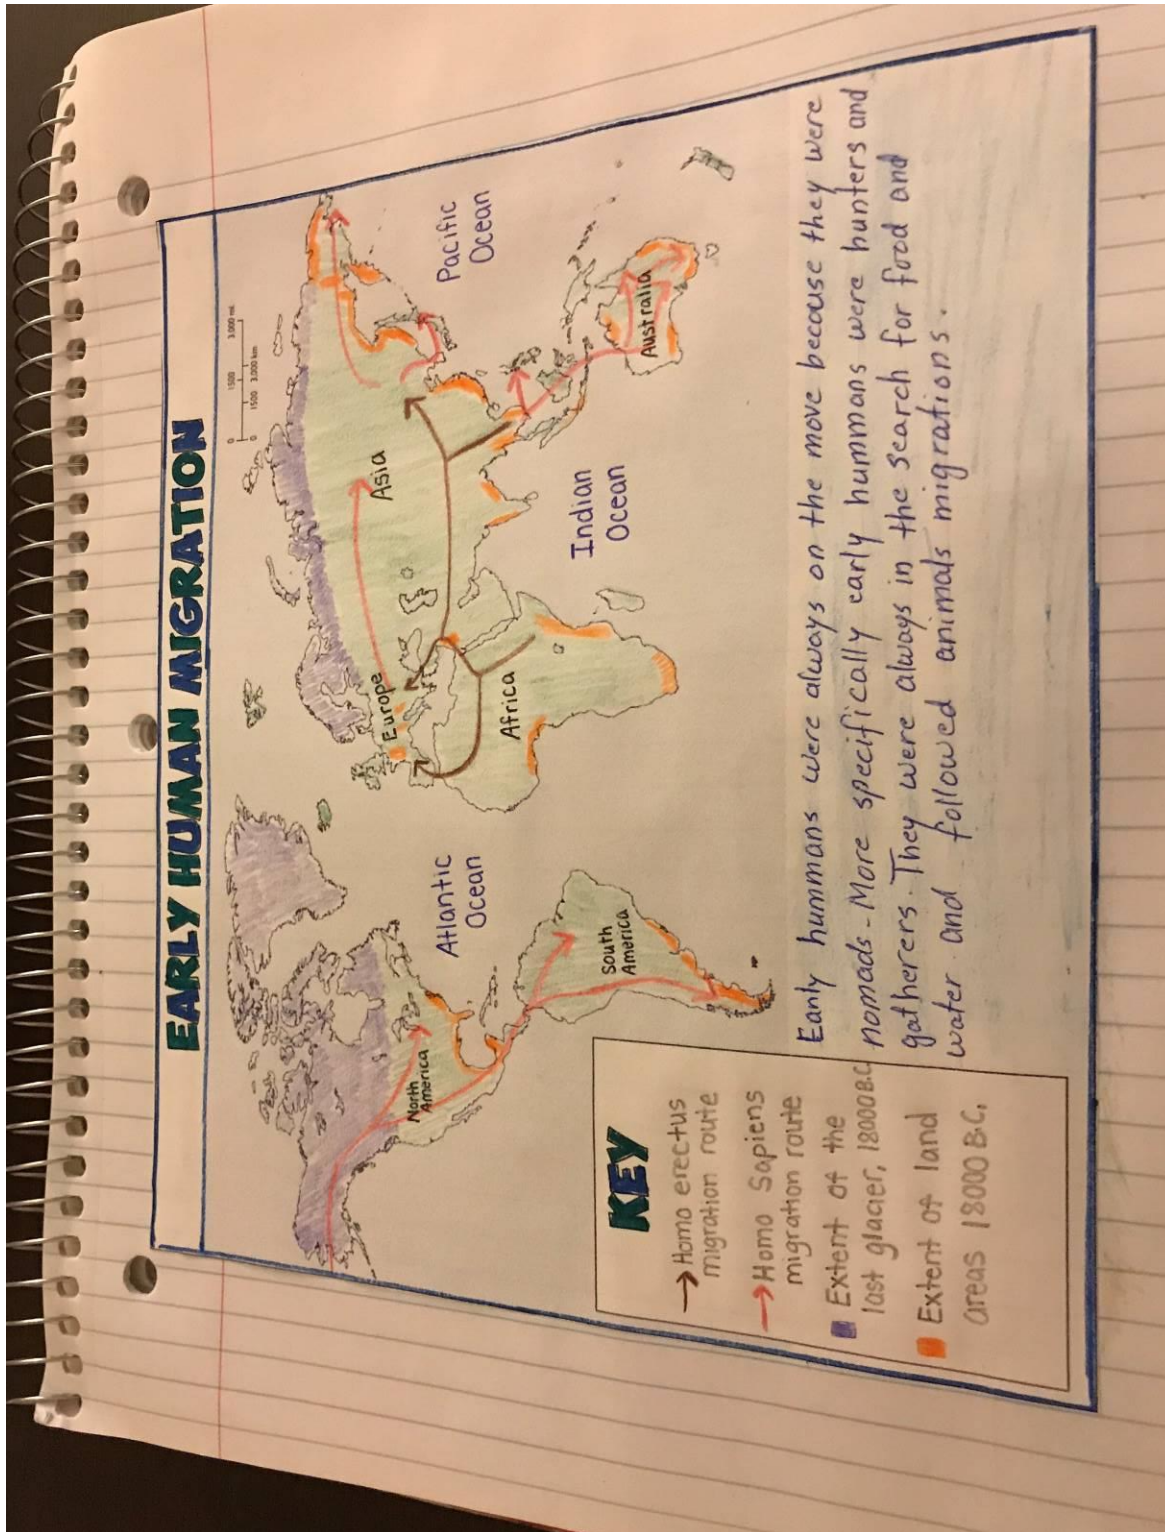 EARLY HUMAN MIGRATION
0 1500 3,000 mi
0 1500 3,000 km
North
America
South
America
Atlantic
Ocean
Europe
Africa
Asia
Indian
Ocean
Pacific
Ocean
Australia
KEY
→ Homo erectus
migration route
→ Homo Sapiens
migration route
Extent of the
last glacier, 18000 B.C
Extent of land
areas 18000 B.C.
Early hummans were always on the move because they were
nomads - More specifically early hummans were hunters and
gatherers. They were always in the search for food and
water and followed animals migrations.